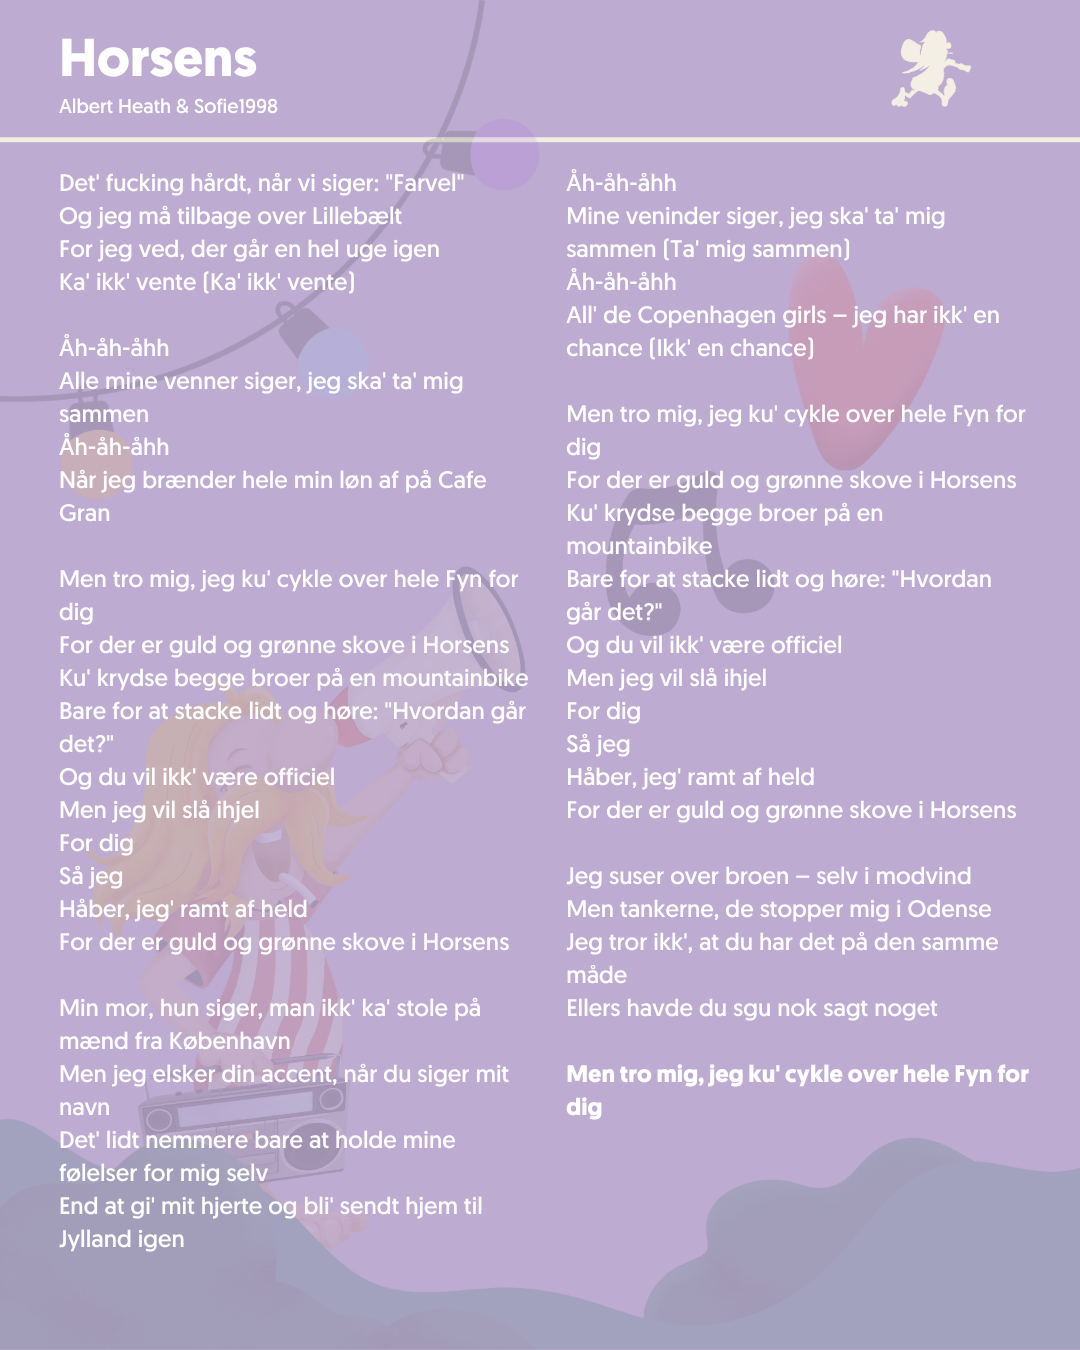 Horsens
Albert Heath & Sofie1998
Det' fucking hårdt, når vi siger: "Farvel"
Og jeg må tilbage over Lillebælt
For jeg ved, der går en hel uge igen
Ka' ikk' vente (Ka' ikk' vente)
Åh-åh-åhh
Alle mine venner siger, jeg ska' ta' mig
sammen
Åh-åh-åhh
Når jeg brænder hele min løn af på Cafe
Gran
Men tro mig, jeg ku' cykle over hele Fyn for
dig
For der er guld og grønne skove i Horsens
Ku' krydse begge broer på en mountainbike
Bare for at stacke lidt og høre: "Hvordan går
det?"
Og du vil ikk' være officiel
Men jeg vil slå ihjel
For dig
Så jeg
Håber, jeg' ramt af held
For der er guld og grønne skove i Horsens
Min mor, hun siger, man ikk' ka' stole på
mænd fra København
Men jeg elsker din accent, når du siger mit
navn
Det' lidt nemmere bare at holde mine
følelser for mig selv
End at gi' mit hjerte og bli' sendt hjem til
Jylland igen
Åh-åh-åhh
Mine veninder siger, jeg ska' ta' mig
sammen (Ta' mig sammen)
Åh-åh-åhh
All' de Copenhagen girls – jeg har ikk' en
chance (Ikk' en chance)
Men tro mig, jeg ku' cykle over hele Fyn for
dig
For der er guld og grønne skove i Horsens
Ku' krydse begge broer på en
mountainbike
Bare for at stacke lidt og høre: "Hvordan
går det?"
Og du vil ikk' være officiel
Men jeg vil slå ihjel
For dig
Så jeg
Håber, jeg' ramt af held
For der er guld og grønne skove i Horsens
Jeg suser over broen – selv i modvind
Men tankerne, de stopper mig i Odense
Jeg tror ikk', at du har det på den samme
måde
Ellers havde du sgu nok sagt noget
Men tro mig, jeg ku' cykle over hele Fyn for
dig